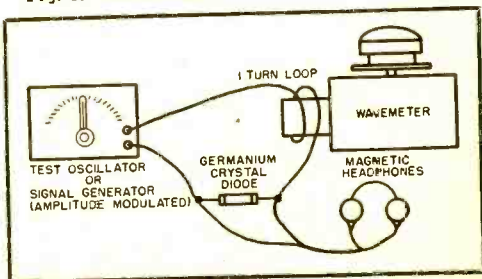 1 TURN LOOP
WAVEMETER
TEST OSCILLATOR
OR
SIGNAL GENERATOR
(AMPLITUDE MODULATED)
GERMANIUM
CRYSTAL
DIODE
MAGNETIC
HEADPHONES